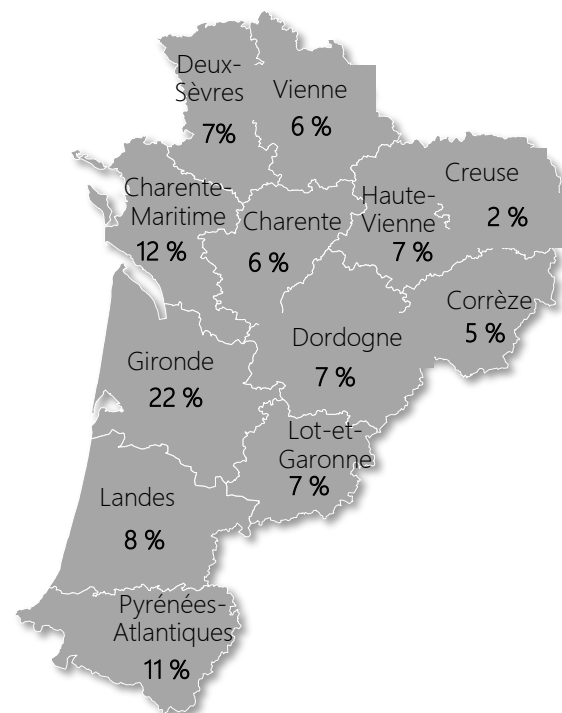 Deux-
Sèvres
7%
Vienne
6 %
Charente-
Maritime
12 %
Charente
6 %
Haute-
Vienne
7 %
Creuse
2 %
Corrèze
5 %
Dordogne
7 %
Gironde
22 %
Lot-et-
Garonne
7 %
Landes
8 %
Pyrénées-
Atlantiques
11 %